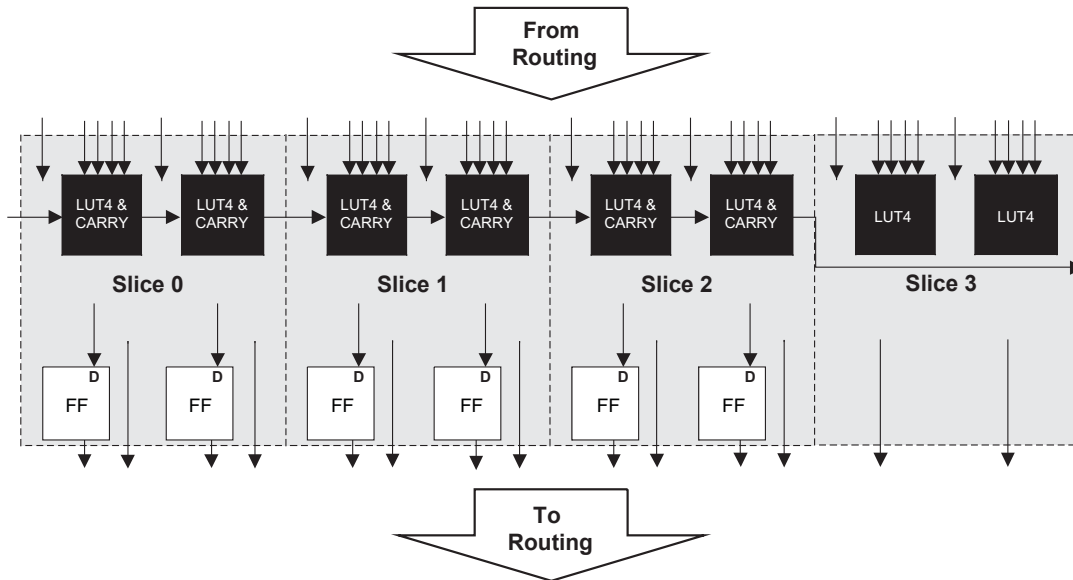 From
Routing
LUT4 &
CARRY
LUT4 &
CARRY
LUT4 &
CARRY
LUT4 &
CARRY
LUT4 &
CARRY
LUT4 &
CARRY
LUT4
LUT4
Slice 0
Slice 1
Slice 2
Slice 3
D
FF
D
FF
D
FF
D
FF
D
FF
D
FF
To
Routing